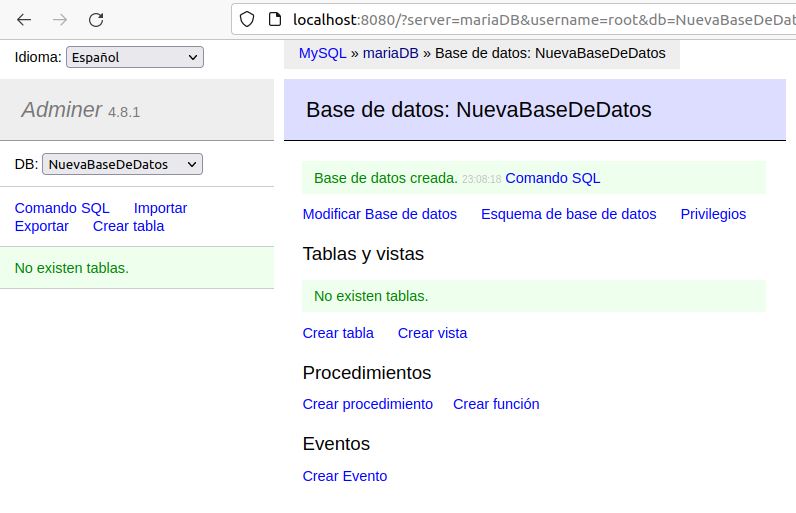 localhost:8080/?server=mariaDB&username=root&db=NuevaBaseDeDat
Idioma: Español
MySQL » mariaDB » Base de datos: NuevaBaseDeDatos
Adminer 4.8.1
Base de datos: NuevaBaseDeDatos
DB: NuevaBaseDeDatos
Comando SQL Importar
Exportar Crear tabla
No existen tablas.
Base de datos creada. 23:08:18 Comando SQL
Modificar Base de datos Esquema de base de datos Privilegios
Tablas y vistas
No existen tablas.
Crear tabla Crear vista
Procedimientos
Crear procedimiento Crear función
Eventos
Crear Evento